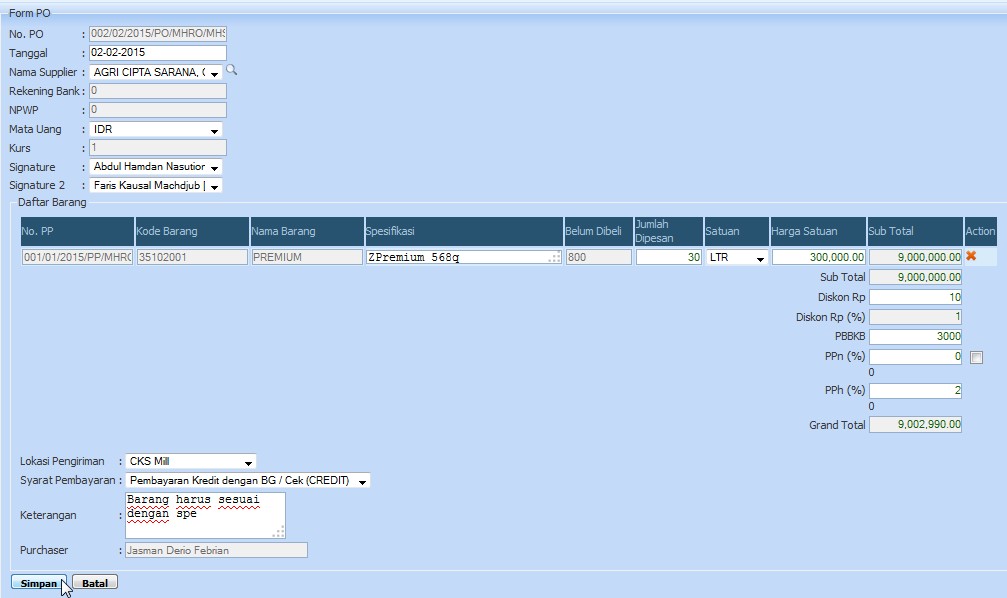 Form PO
No. PO : 002/02/2015/PO/MHRO/MHS
Tanggal : 02-02-2015
Nama Supplier : AGRI CIPTA SARANA, (
Rekening Bank : 0
NPWP : 0
Mata Uang : IDR
Kurs : 1
Signature : Abdul Hamdan Nasution
Signature 2 : Faris Kausal Machdjub [
Daftar Barang
No. PP Kode Barang Nama Barang Spesifikasi Belum Dibeli Jumlah Dipesan Satuan Harga Satuan Sub Total Action
001/01/2015/PP/MHRO 35102001 PREMIUM ZPremium 568g 800 30 LTR 300,000.00 9,000,000.00
Sub Total 9,000,000.00
Diskon Rp 10
Diskon Rp (%) 1
PBBKB 3000
PPn (%) 0
0
PPh (%) 2
0
Grand Total 9,002,990.00
Lokasi Pengiriman : CKS Mill
Syarat Pembayaran : Pembayaran Kredit dengan BG / Cek (CREDIT)
Keterangan : Barang harus sesuai
dengan spe
Purchaser : Jasman Derio Febrian
Simpan Batal